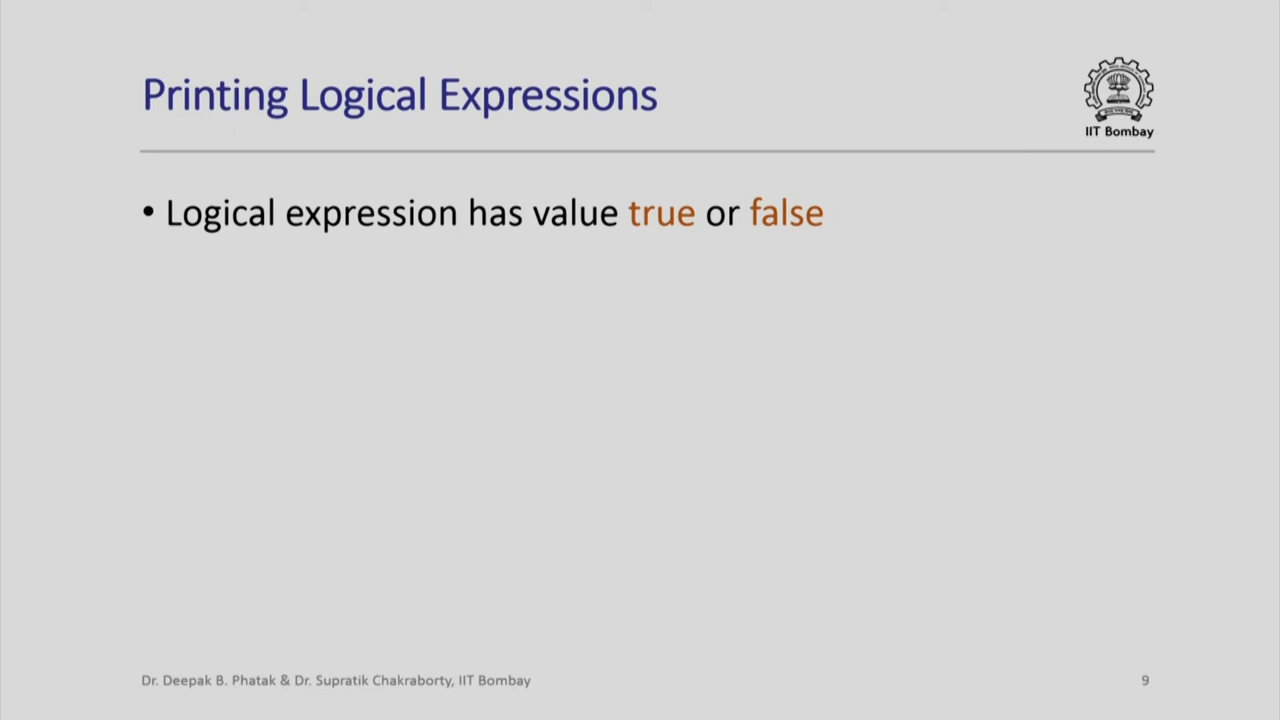 Printing Logical Expressions
IIT Bombay
• Logical expression has value true or false
Dr. Deepak B. Phatak & Dr. Supratik Chakraborty, IIT Bombay
9